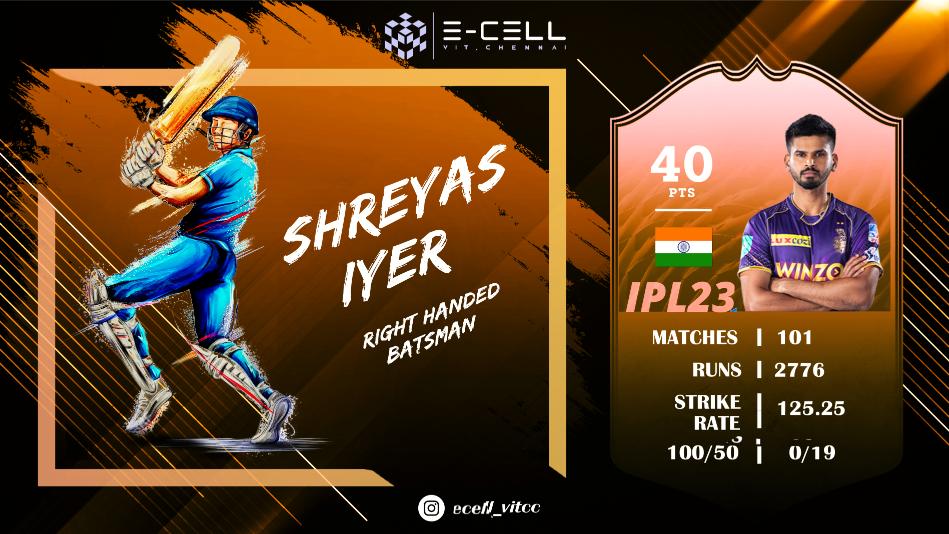 E-CELL
VIT, CHENNAI
SHREYAS
IYER
RIGHT HANDED
BATSMAN
40
PTS
IPL23
LUXCOZI
WINZO
MATCHES | 101
RUNS | 2776
STRIKE
RATE | 125.25
100/50 | 0/19
ecell_vitcc